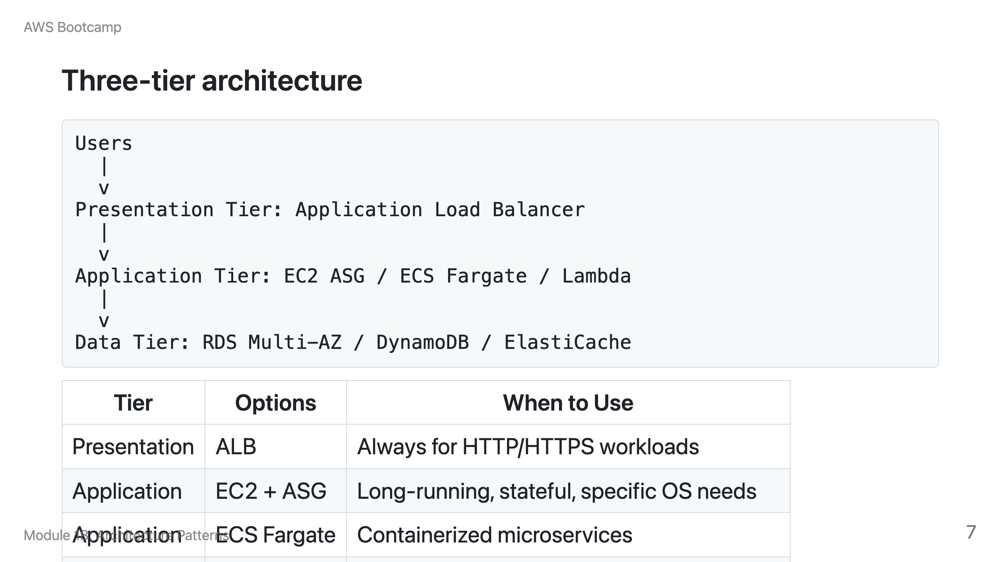 AWS Bootcamp
Three-tier architecture
Users
|
v
Presentation Tier: Application Load Balancer
|
v
Application Tier: EC2 ASG / ECS Fargate / Lambda
|
v
Data Tier: RDS Multi-AZ / DynamoDB / ElastiCache
Tier Options When to Use
Presentation ALB Always for HTTP/HTTPS workloads
Application EC2 + ASG Long-running, stateful, specific OS needs
Application ECS Fargate Containerized microservices
Module 13: Architecture Patterns
7